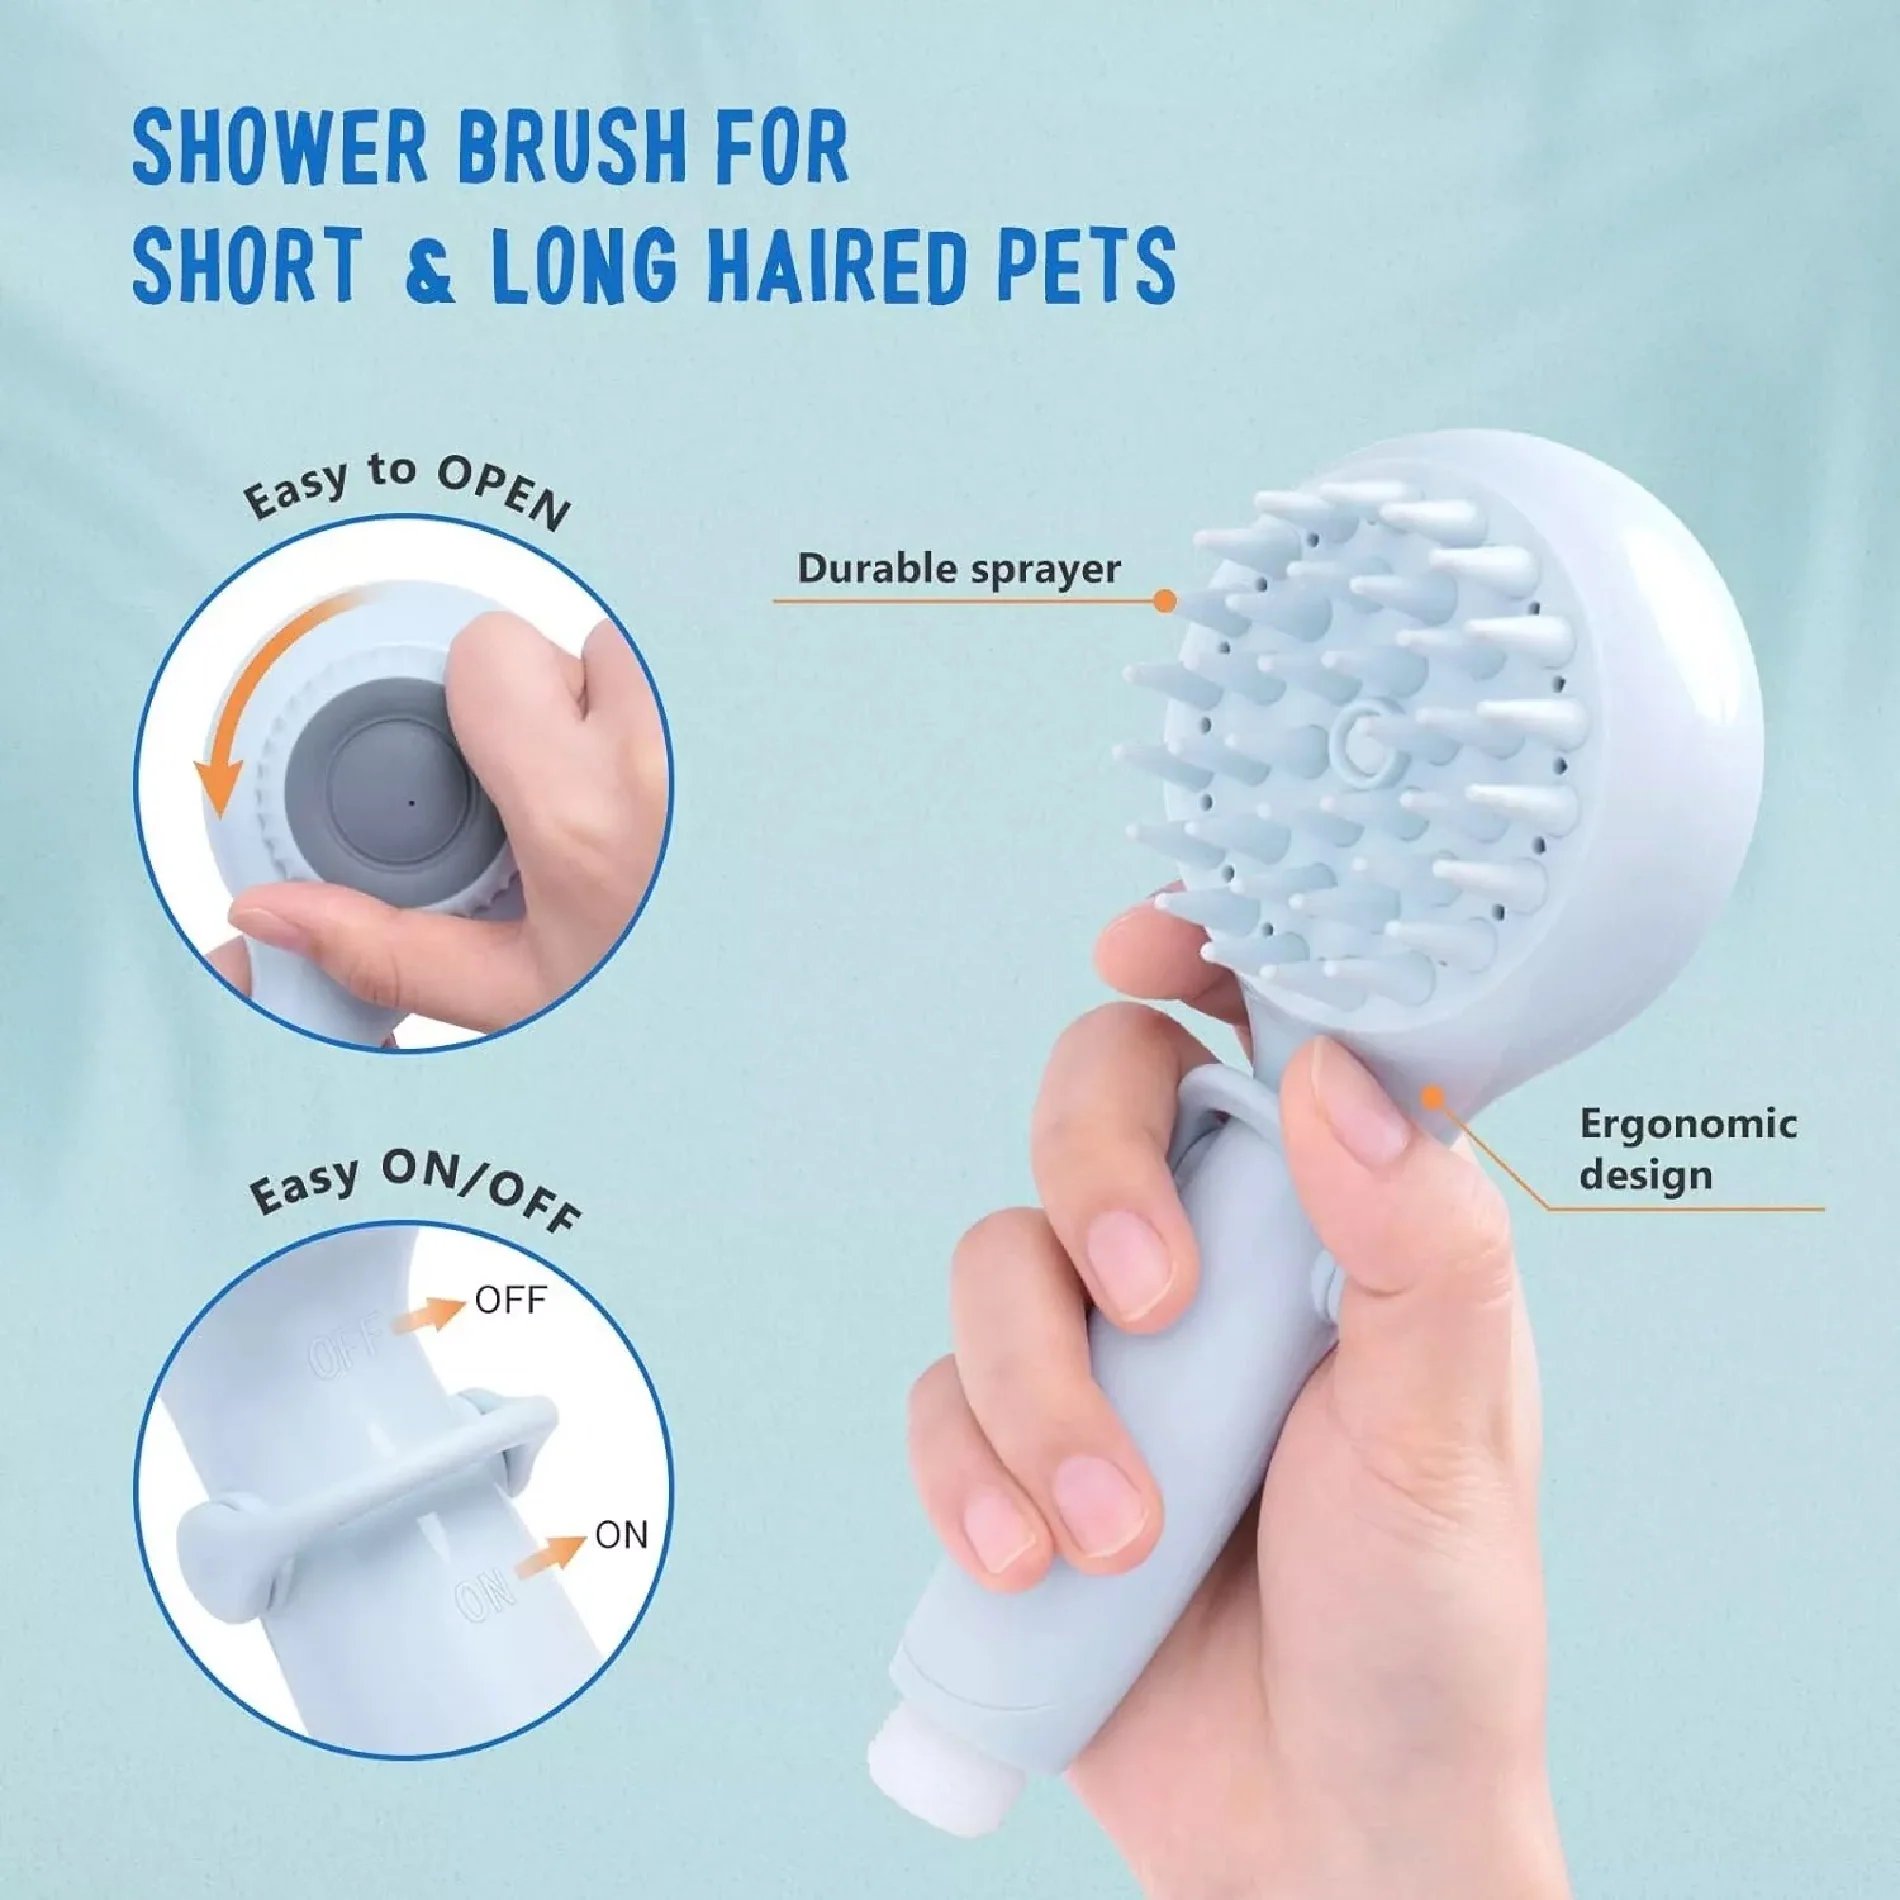 SHOWER BRUSH FOR
SHORT & LONG HAIRED PETS
Easy to OPEN
Durable sprayer
Ergonomic
design
Easy ON/OFF
OFF
OFF
ON
ON